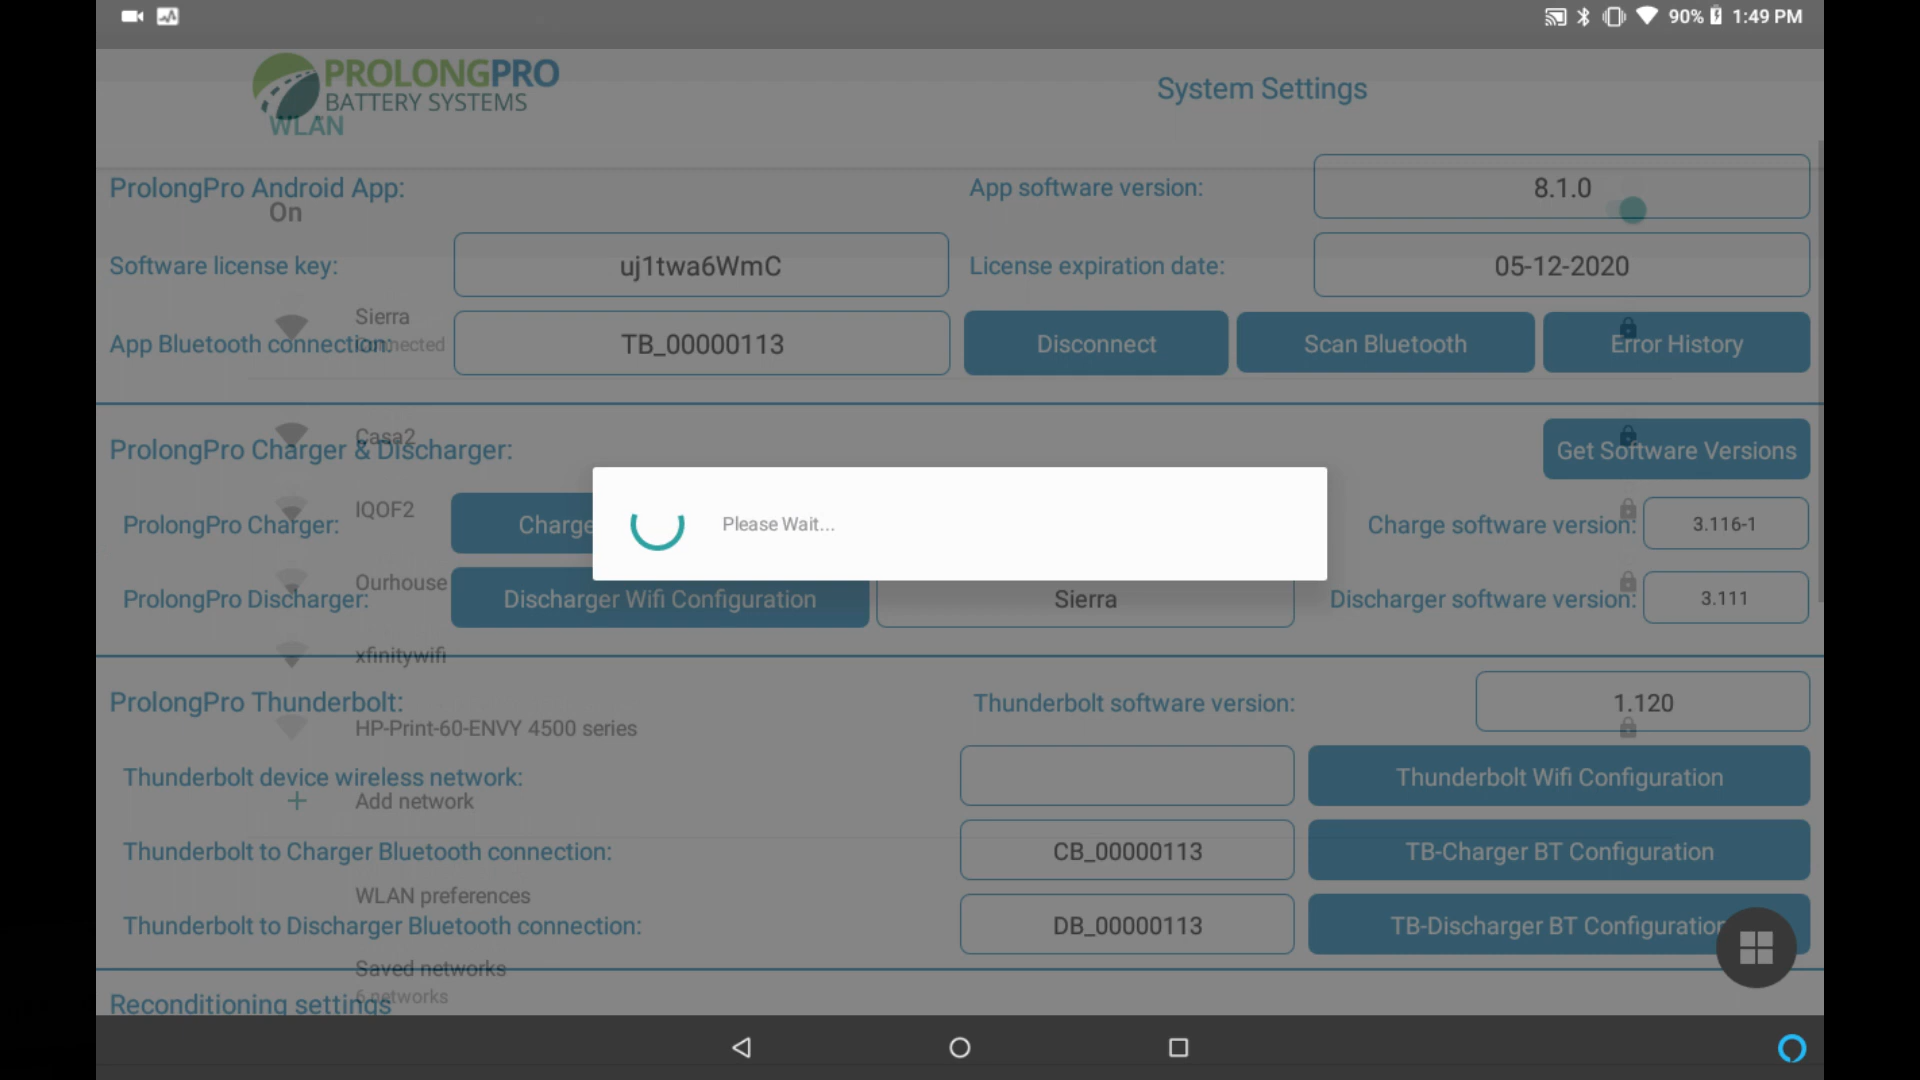 90% 1:49 PM
PROLONGPRO
BATTERY SYSTEMS
WLAN
System Settings
ProlongPro Android App:
On
App software version:
8.1.0
Software license key:
uj1twa6WmC
License expiration date:
05-12-2020
Sierra
Connected
App Bluetooth connection:
TB_00000113
Disconnect
Scan Bluetooth
Error History
Casa2
ProlongPro Charger & Discharger:
Get Software Versions
IQOF2
ProlongPro Charger:
Charge
Please Wait...
Charge software version:
3.116-1
Ourhouse
ProlongPro Discharger:
Discharger Wifi Configuration
Sierra
Discharger software version:
3.111
xfinitywifi
ProlongPro Thunderbolt:
Thunderbolt software version:
1.120
HP-Print-60-ENVY 4500 series
Thunderbolt device wireless network:
Thunderbolt Wifi Configuration
Add network
Thunderbolt to Charger Bluetooth connection:
CB_00000113
TB-Charger BT Configuration
WLAN preferences
Thunderbolt to Discharger Bluetooth connection:
DB_00000113
TB-Discharger BT Configuration
Saved networks
6 networks
Reconditioning settings